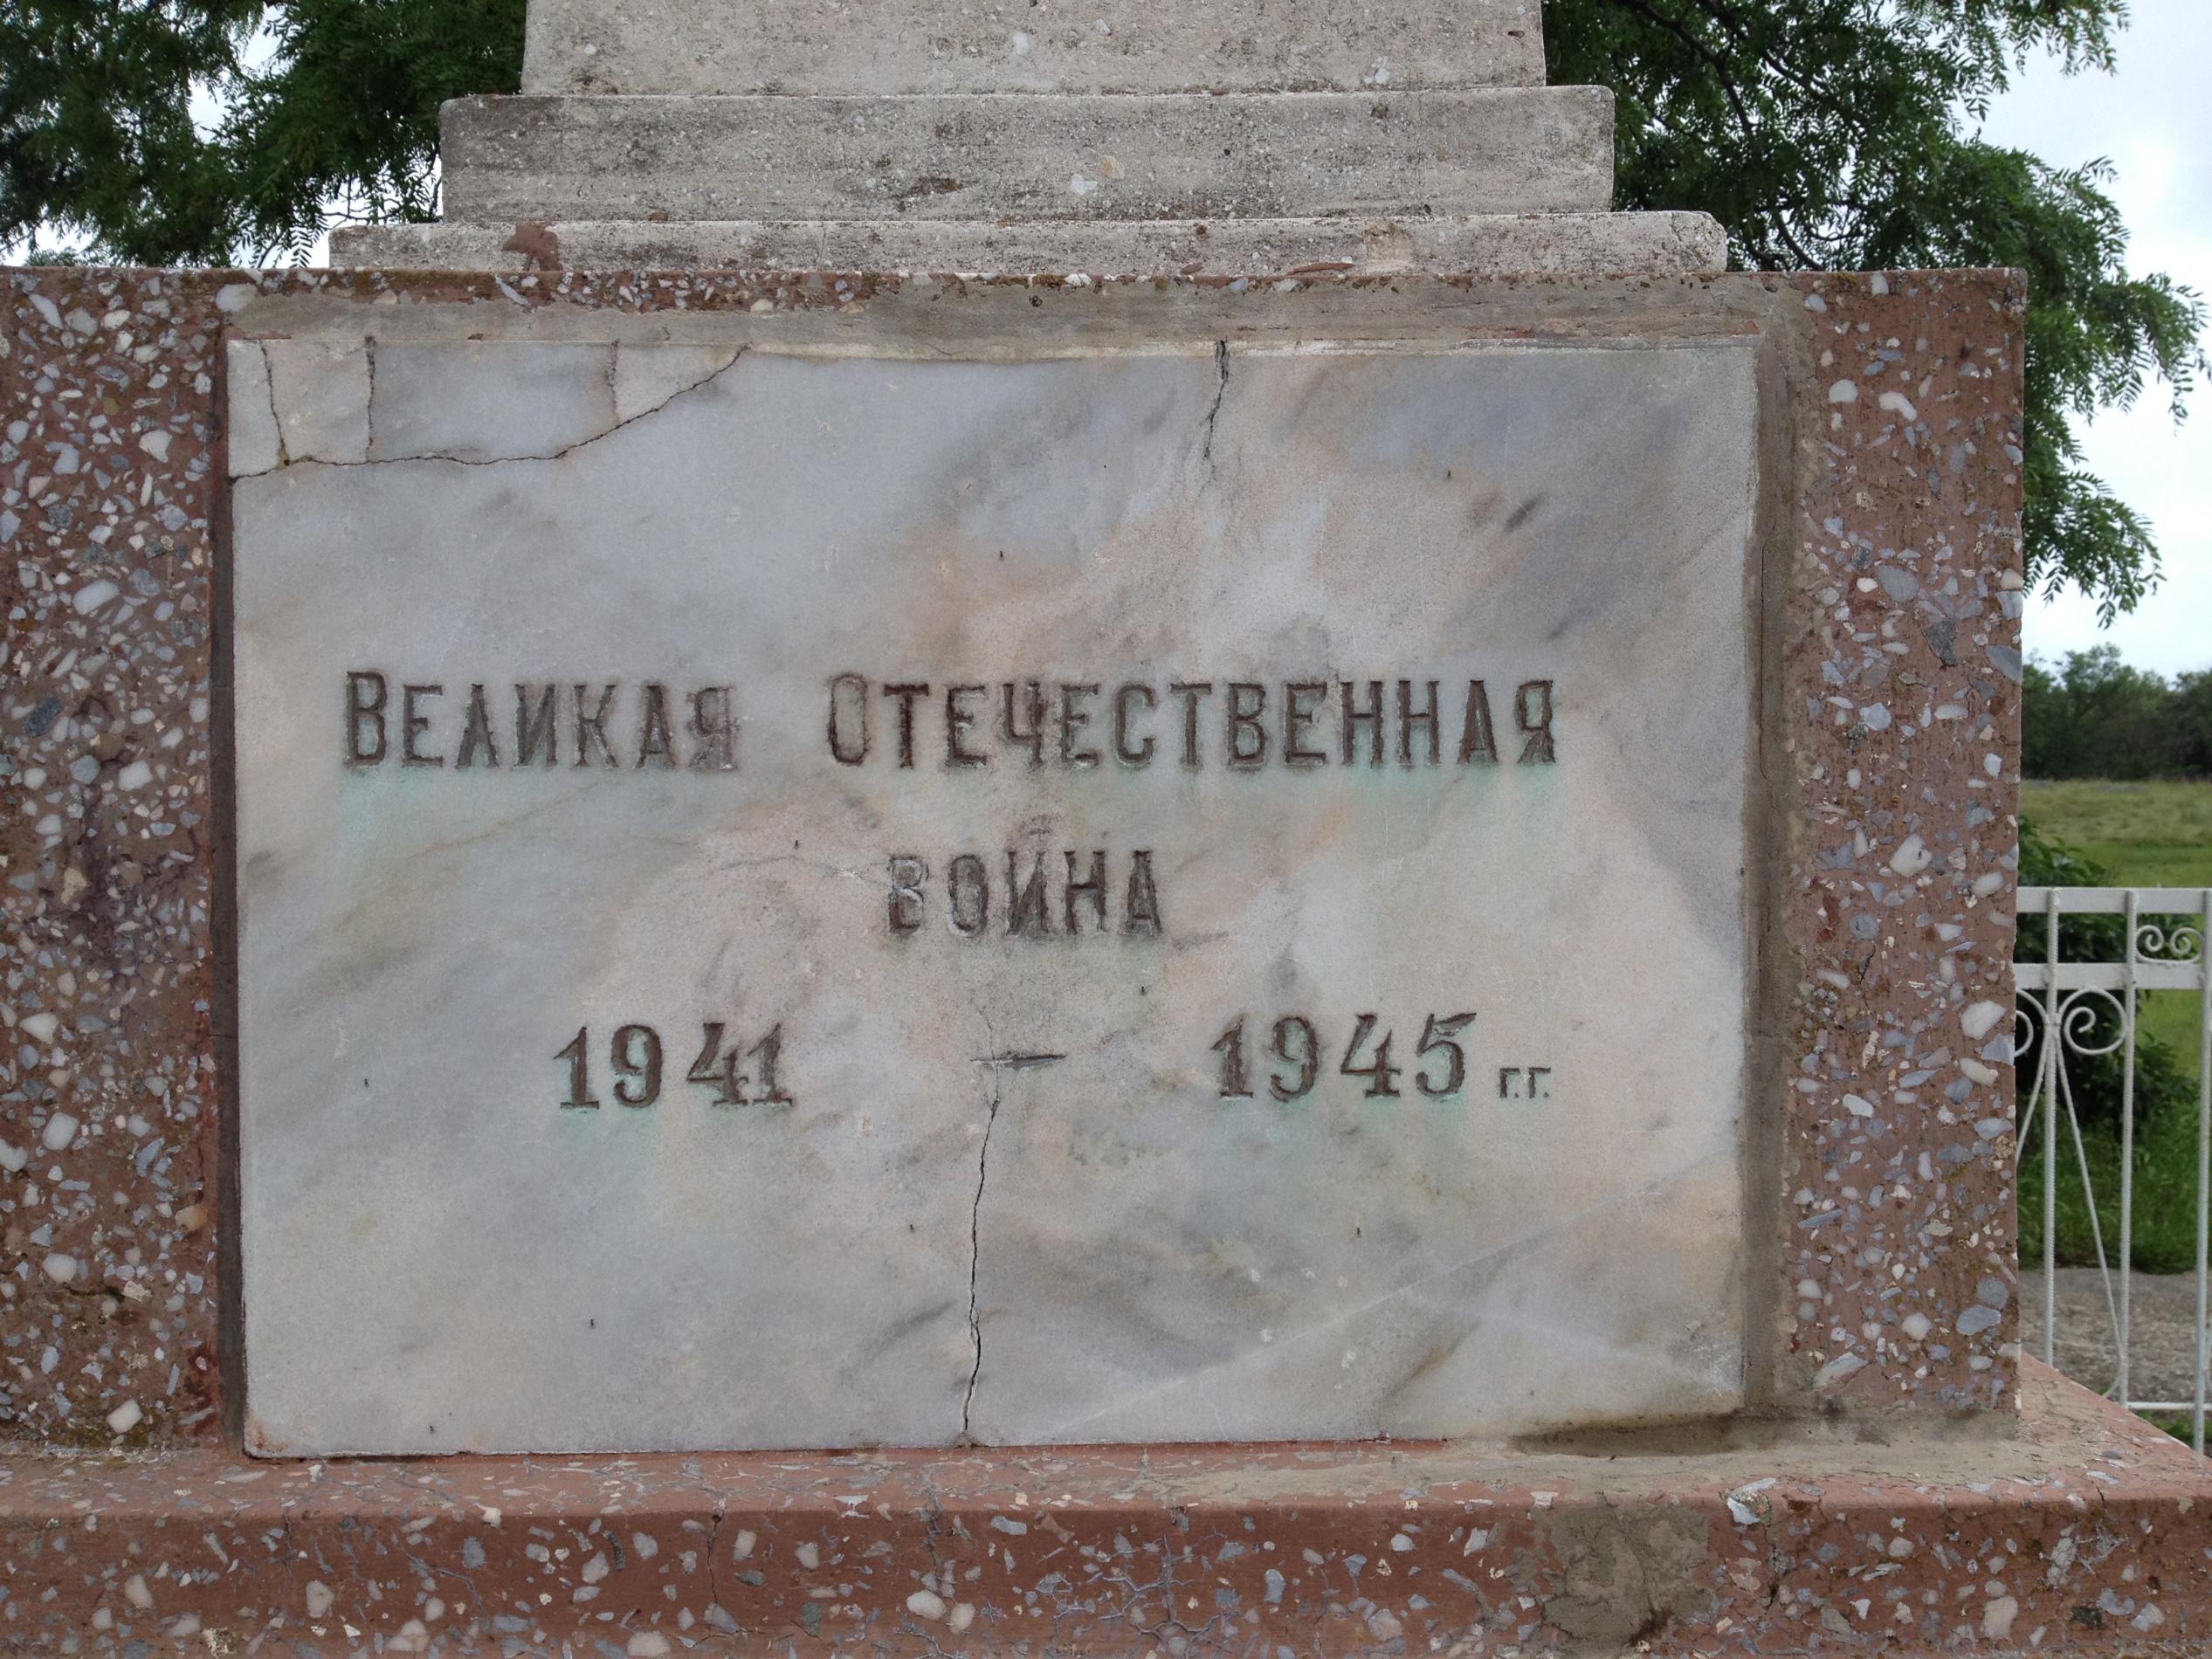 Великая Отечественная
война
1941 – 1945 г.г.